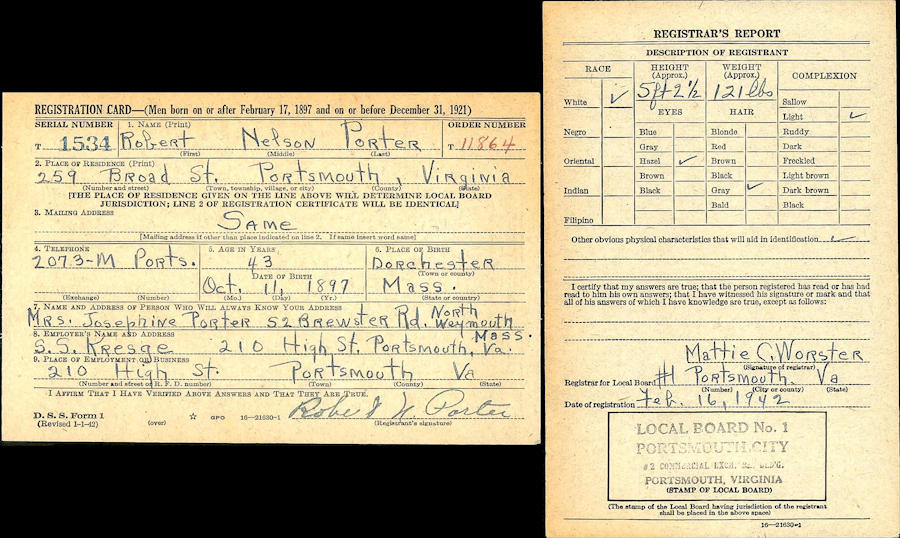 REGISTRATION CARD—(Men born on or after February 17, 1897 and on or before December 31, 1921)
SERIAL NUMBER 1. NAME (Print) ORDER NUMBER
T 1534 Robert Nelson Porter T 11864
(First) (Middle) (Last)
2. PLACE OF RESIDENCE (Print)
259 Broad St. Portsmouth, Virginia
(Number and street) (Town, township, village, or city) (County) (State)
[THE PLACE OF RESIDENCE GIVEN ON THE LINE ABOVE WILL DETERMINE LOCAL BOARD
JURISDICTION; LINE 2 OF REGISTRATION CERTIFICATE WILL BE IDENTICAL]
3. MAILING ADDRESS
Same
[Mailing address if other than place indicated on line 2. If same insert word same]
4. TELEPHONE 5. AGE IN YEARS 6. PLACE OF BIRTH
2073-M Ports. 43 Dorchester
DATE OF BIRTH (Town or county)
Oct. 11, 1897 Mass.
(Exchange) (Number) (Mo.) (Day) (Yr.) (State or country)
7. NAME AND ADDRESS OF PERSON WHO WILL ALWAYS KNOW YOUR ADDRESS
Mrs. Josephine Porter 52 Brewster Rd. North Weymouth Mass.
8. EMPLOYER'S NAME AND ADDRESS
S. S. Kresge 210 High St. Portsmouth, Va.
9. PLACE OF EMPLOYMENT OR BUSINESS
210 High St. Portsmouth Va
(Number and street or R. F. D. number) (Town) (County) (State)
I AFFIRM THAT I HAVE VERIFIED ABOVE ANSWERS AND THAT THEY ARE TRUE.
Robert N Porter
D. S. S. Form 1 GPO 16—21630-1
(Revised 1-1-42) (over) (Registrant's signature)
REGISTRAR'S REPORT
DESCRIPTION OF REGISTRANT
RACE HEIGHT (Approx.) WEIGHT (Approx.) COMPLEXION
White 5ft 2 1/2 121 lbs Sallow
EYES HAIR Light
Negro Blue Blonde Ruddy
Gray Red Dark
Oriental Hazel Brown Freckled
Brown Black Light brown
Indian Black Gray Dark brown
Bald Black
Filipino
Other obvious physical characteristics that will aid in identification
I certify that my answers are true; that the person registered has read or has had
read to him his own answers; that I have witnessed his signature or mark and that
all of his answers of which I have knowledge are true, except as follows:
Mattie C. Worster
(Signature of registrar)
Registrar for Local Board #1 Portsmouth. Va
(Number) (City or county) (State)
Date of registration Feb. 16, 1942
LOCAL BOARD No. 1
PORTSMOUTH CITY
#2 COMMERCIAL EXCH. BLDG.
PORTSMOUTH, VIRGINIA
(STAMP OF LOCAL BOARD)
(The stamp of the Local Board having jurisdiction of the registrant
shall be placed in the above space)
16—21630-1